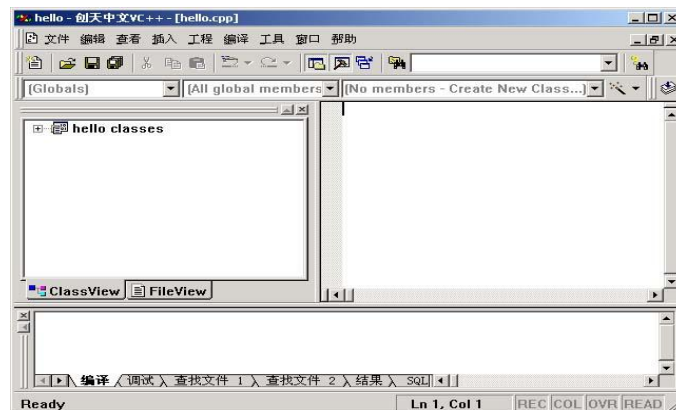 hello - 创天中文VC++ - [hello.cpp]
文件 编辑 查看 插入 工程 编译 工具 窗口 帮助
(Globals) (All global members (No members - Create New Class...)
hello classes
ClassView FileView
编译 调试 查找文件 1 查找文件 2 结果 SQL
Ready Ln 1, Col 1 REC COL OVR READ